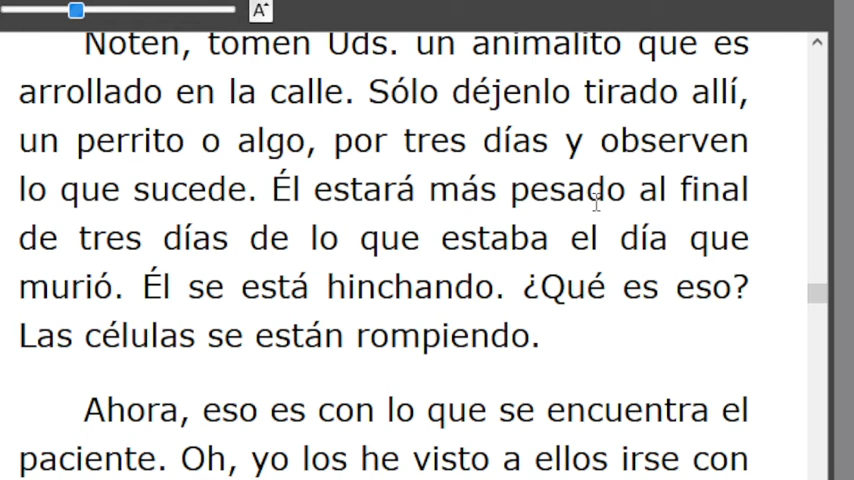 A
Noten, tomen Uds. un animalito que es
arrollado en la calle. Sólo déjenlo tirado allí,
un perrito o algo, por tres días y observen
lo que sucede. Él estará más pesado al final
de tres días de lo que estaba el día que
murió. Él se está hinchando. ¿Qué es eso?
Las células se están rompiendo.
Ahora, eso es con lo que se encuentra el
paciente. Oh, yo los he visto a ellos irse con